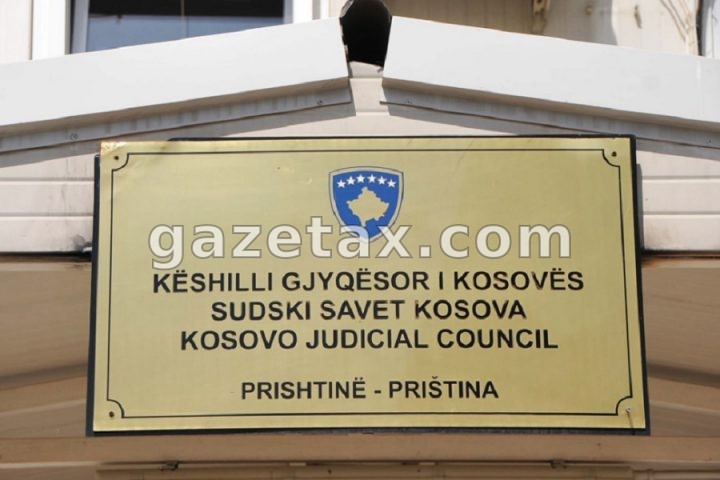 gazetax.com
KËSHILLI GJYQËSOR I KOSOVËS
SUDSKI SAVET KOSOVA
KOSOVO JUDICIAL COUNCIL
PRISHTINË - PRIŠTINA